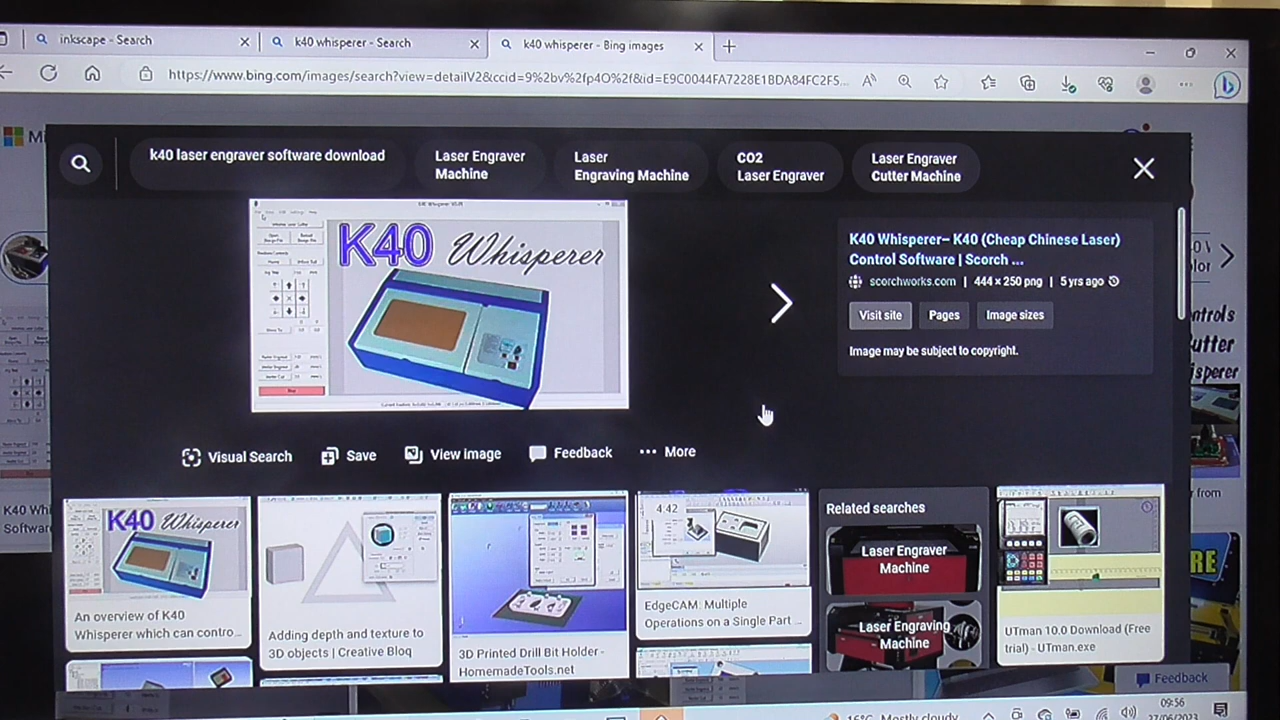 inkscape - Search
k40 whisperer - Search
k40 whisperer - Bing images
https://www.bing.com/images/search?view=detailV2&ccid=9%2bv%2fp4O%2f&id=E9C0044FA7228E1BDA84FC2F5...
k40 laser engraver software download
Laser Engraver
Machine
Laser
Engraving Machine
CO2
Laser Engraver
Laser Engraver
Cutter Machine
K40 Whisperer
K40 Whisperer– K40 (Cheap Chinese Laser)
Control Software | Scorch ...
scorchworks.com | 444 × 250 png | 5 yrs ago
Visit site
Pages
Image sizes
Image may be subject to copyright.
Visual Search
Save
View image
Feedback
More
K40 Whisperer
An overview of K40
Whisperer which can contro...
Adding depth and texture to
3D objects | Creative Bloq
3D Printed Drill Bit Holder -
HomemadeTools.net
4 42
EdgeCAM: Multiple
Operations on a Single Part ...
Related searches
Laser Engraver
Machine
Laser Engraving
Machine
UTman 10.0 Download (Free
trial) - UTman.exe
Feedback
16°C Mostly cloudy
09:56
27/06/2023